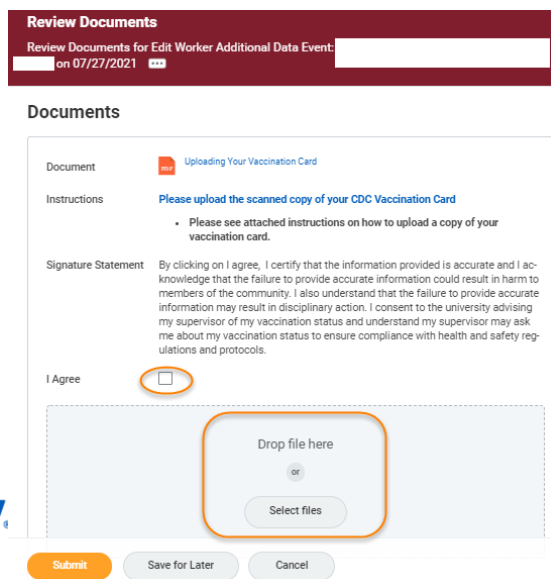 Review Documents
Review Documents for Edit Worker Additional Data Event:
on 07/27/2021
Documents
Document
Uploading Your Vaccination Card
Instructions
Please upload the scanned copy of your CDC Vaccination Card
• Please see attached instructions on how to upload a copy of your
vaccination card.
Signature Statement
By clicking on I agree, I certify that the information provided is accurate and I ac-
knowledge that the failure to provide accurate information could result in harm to
members of the community. I also understand that the failure to provide accurate
information may result in disciplinary action. I consent to the university advising
my supervisor of my vaccination status and understand my supervisor may ask
me about my vaccination status to ensure compliance with health and safety reg-
ulations and protocols.
I Agree
Drop file here
or
Select files
Submit
Save for Later
Cancel